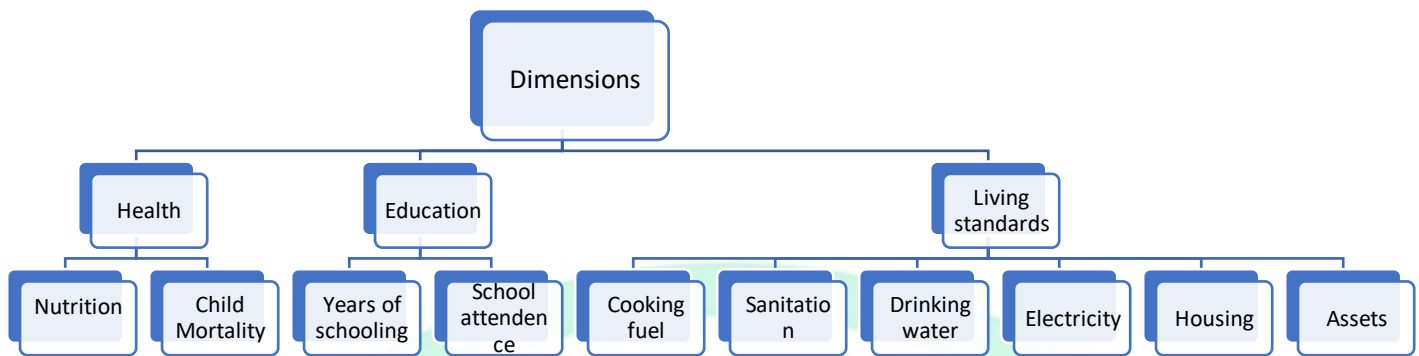 Dimensions
Health
Education
Living
standards
Nutrition
Child
Mortality
Years of
schooling
School
attenden
ce
Cooking
fuel
Sanitatio
n
Drinking
water
Electricity
Housing
Assets